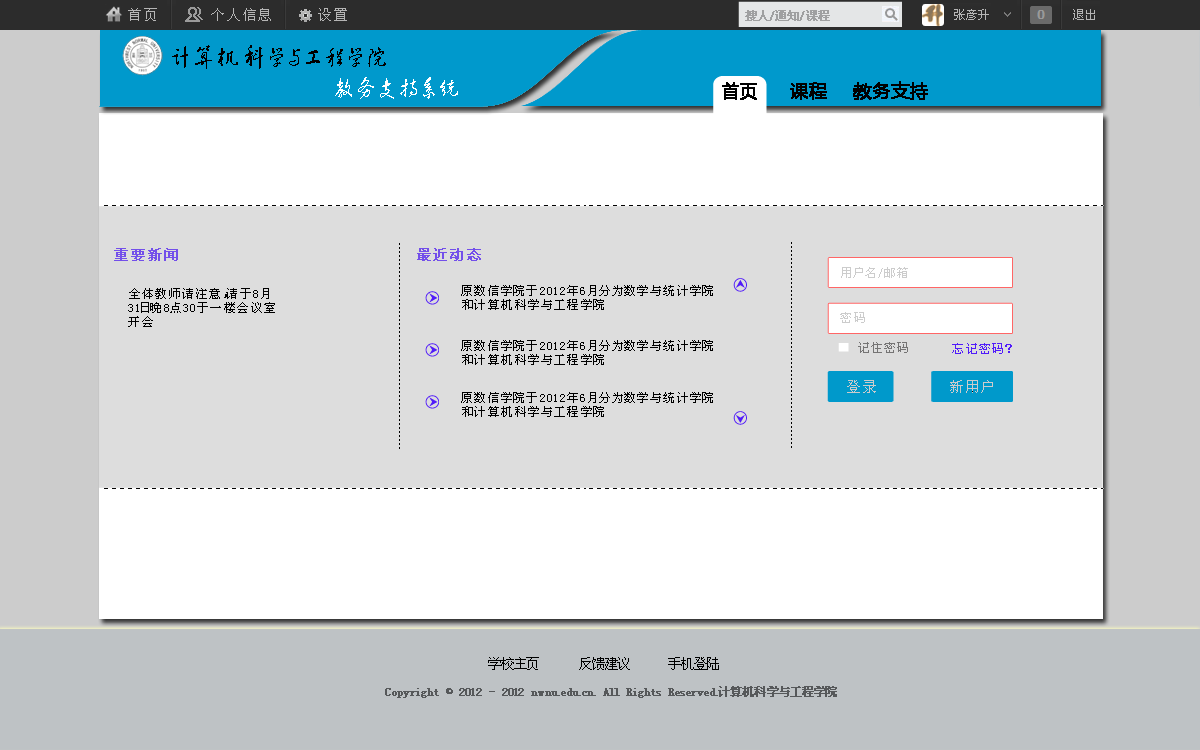 首页 个人信息 设置 搜人/通知/课程 张彦升 0 退出
计算机科学与工程学院
教务支持系统
首页 课程 教务支持
重要新闻
全体教师请注意,请于8月
31日晚8点30于一楼会议室
开会
最近动态
原数信学院于2012年6月分为数学与统计学院
和计算机科学与工程学院
原数信学院于2012年6月分为数学与统计学院
和计算机科学与工程学院
原数信学院于2012年6月分为数学与统计学院
和计算机科学与工程学院
用户名/邮箱
密码
记住密码 忘记密码?
登录 新用户
学校主页 反馈建议 手机登陆
Copyright © 2012 - 2012 nwnu.edu.cn. All Rights Reserved.计算机科学与工程学院